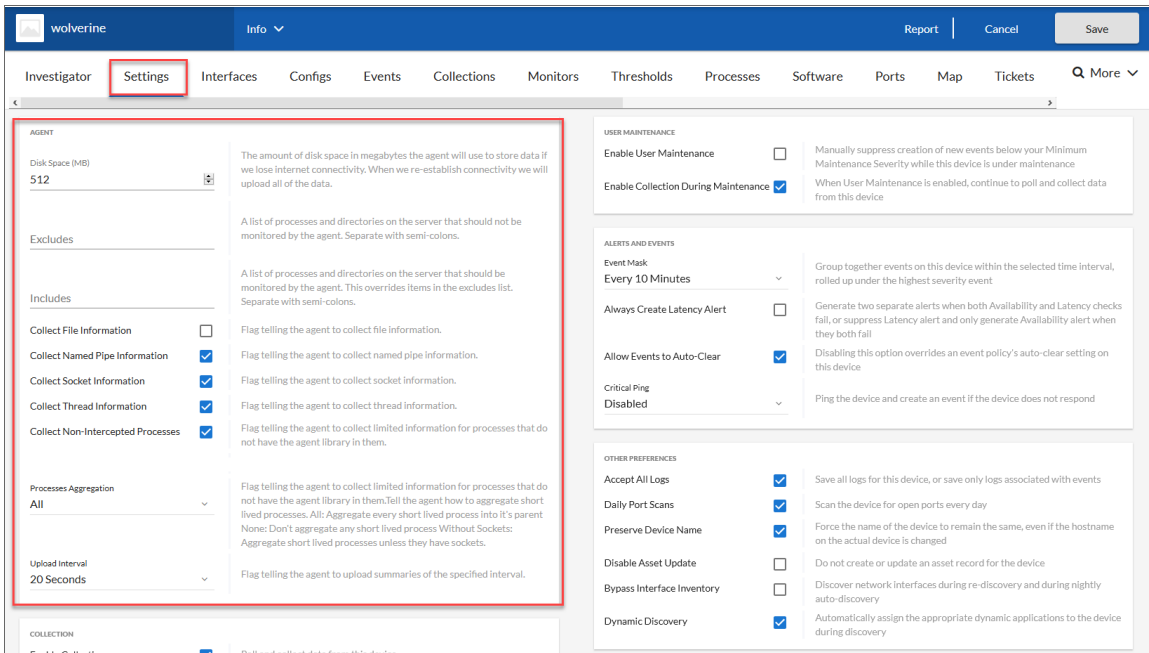 wolverine
Info
Report
Cancel
Save
Investigator
Settings
Interfaces
Configs
Events
Collections
Monitors
Thresholds
Processes
Software
Ports
Map
Tickets
More
AGENT
Disk Space (MB)
512
The amount of disk space in megabytes the agent will use to store data if
we lose internet connectivity. When we re-establish connectivity we will
upload all of the data.
Excludes
A list of processes and directories on the server that should not be
monitored by the agent. Separate with semi-colons.
Includes
A list of processes and directories on the server that should be
monitored by the agent. This overrides items in the excludes list.
Separate with semi-colons.
Collect File Information
Flag telling the agent to collect file information.
Collect Named Pipe Information
Flag telling the agent to collect named pipe information.
Collect Socket Information
Flag telling the agent to collect socket information.
Collect Thread Information
Flag telling the agent to collect thread information.
Collect Non-Intercepted Processes
Flag telling the agent to collect limited information for processes that do
not have the agent library in them.
Processes Aggregation
All
Flag telling the agent to collect limited information for processes that do
not have the agent library in them.Tell the agent how to aggregate short
lived processes. All: Aggregate every short lived process into it's parent
None: Don't aggregate any short lived process Without Sockets:
Aggregate short lived processes unless they have sockets.
Upload Interval
20 Seconds
Flag telling the agent to upload summaries of the specified interval.
COLLECTION
USER MAINTENANCE
Enable User Maintenance
Manually suppress creation of new events below your Minimum
Maintenance Severity while this device is under maintenance
Enable Collection During Maintenance
When User Maintenance is enabled, continue to poll and collect data
from this device
ALERTS AND EVENTS
Event Mask
Every 10 Minutes
Group together events on this device within the selected time interval,
rolled up under the highest severity event
Always Create Latency Alert
Generate two separate alerts when both Availability and Latency checks
fail, or suppress Latency alert and only generate Availability alert when
they both fail
Allow Events to Auto-Clear
Disabling this option overrides an event policy's auto-clear setting on
this device
Critical Ping
Disabled
Ping the device and create an event if the device does not respond
OTHER PREFERENCES
Accept All Logs
Save all logs for this device, or save only logs associated with events
Daily Port Scans
Scan the device for open ports every day
Preserve Device Name
Force the name of the device to remain the same, even if the hostname
on the actual device is changed
Disable Asset Update
Do not create or update an asset record for the device
Bypass Interface Inventory
Discover network interfaces during re-discovery and during nightly
auto-discovery
Dynamic Discovery
Automatically assign the appropriate dynamic applications to the device
during discovery